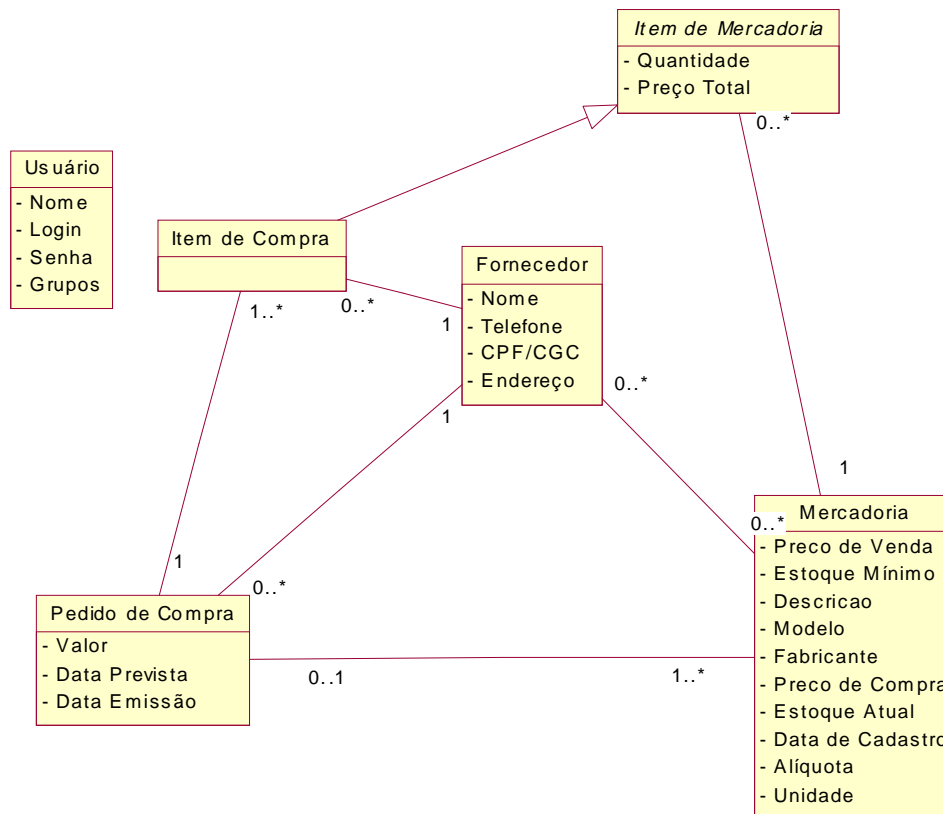 Item de Mercadoria
- Quantidade
- Preço Total
0..*
Usuário
- Nome
- Login
- Senha
- Grupos
Item de Compra
1..*
0..*
Fornecedor
- Nome
- Telefone
- CPF/CGC
- Endereço
1
1
0..*
1
Mercadoria
0..*
- Preco de Venda
- Estoque Mínimo
- Descricao
- Modelo
- Fabricante
- Preco de Compra
- Estoque Atual
- Data de Cadastro
- Alíquota
- Unidade
1
0..*
Pedido de Compra
- Valor
- Data Prevista
- Data Emissão
0..1
1..*